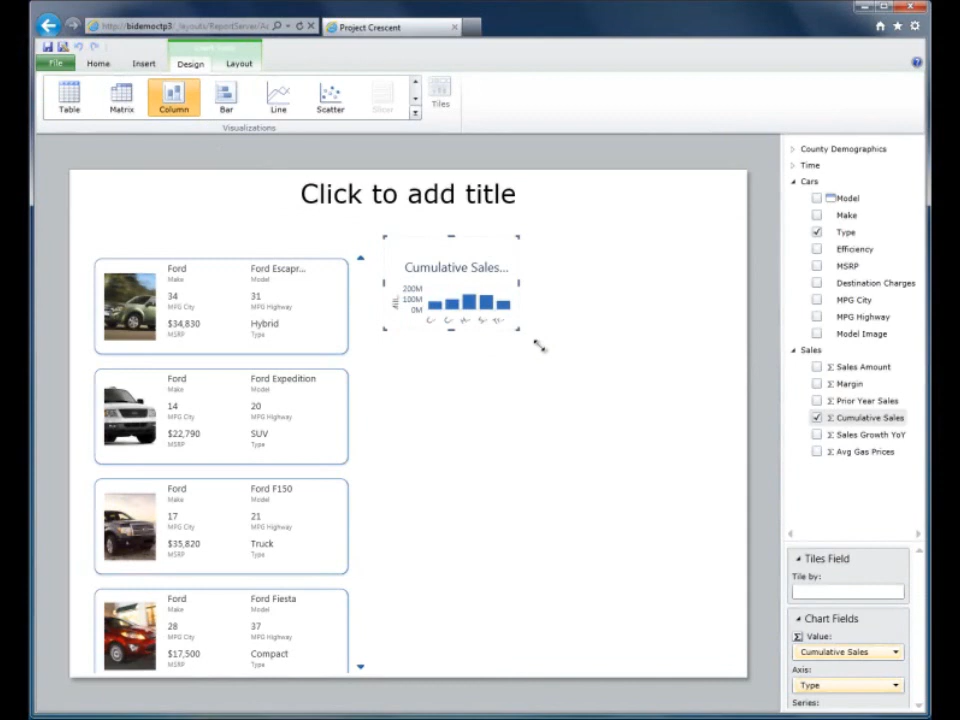 http://bidemoctp3/_layouts/ReportServer/Ac
Project Crescent
File
Home
Insert
Design
Layout
Table
Matrix
Column
Bar
Line
Scatter
Slicer
Tiles
Visualizations
Click to add title
Ford
Ford Escapr...
Make
Model
34
31
MPG City
MPG Highway
$34,830
Hybrid
MSRP
Type
Ford
Ford Expedition
Make
Model
14
20
MPG City
MPG Highway
$22,790
SUV
MSRP
Type
Ford
Ford F150
Make
Model
17
21
MPG City
MPG Highway
$35,820
Truck
MSRP
Type
Ford
Ford Fiesta
Make
Model
28
37
MPG City
MPG Highway
$17,500
Compact
MSRP
Type
Cumulative Sales...
200M
100M
0M
County Demographics
Time
Cars
Model
Make
Type
Efficiency
MSRP
Destination Charges
MPG City
MPG Highway
Model Image
Sales
Σ Sales Amount
Σ Margin
Σ Prior Year Sales
Σ Cumulative Sales
Σ Sales Growth YoY
Σ Avg Gas Prices
Tiles Field
Tile by:
Chart Fields
Σ Value:
Cumulative Sales
Axis:
Type
Series: